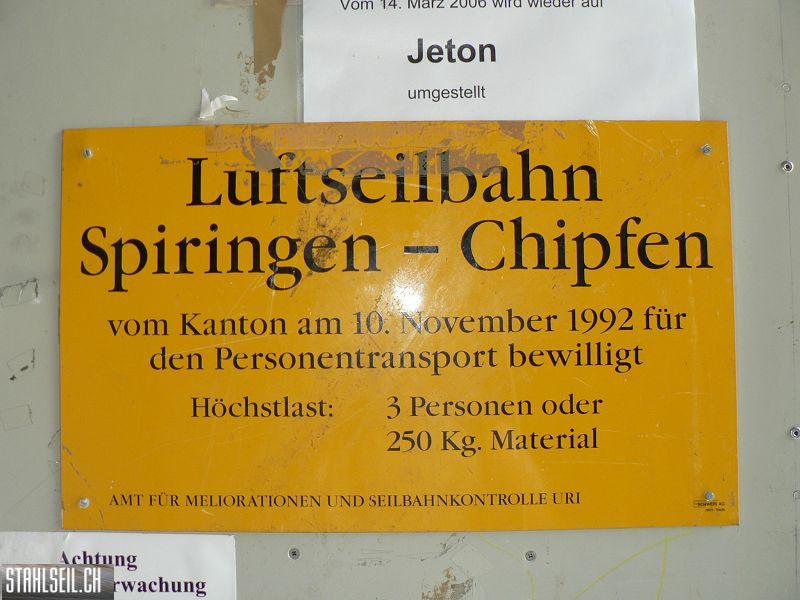 Vom 14. März 2006 wird wieder auf
Jeton
umgestellt
Luftseilbahn
Spiringen – Chipfen
vom Kanton am 10. November 1992 für
den Personentransport bewilligt
Höchstlast: 3 Personen oder
250 Kg. Material
AMT FÜR MELIORATIONEN UND SEILBAHNKONTROLLE URI
Achtung
STAHLSEIL.CH